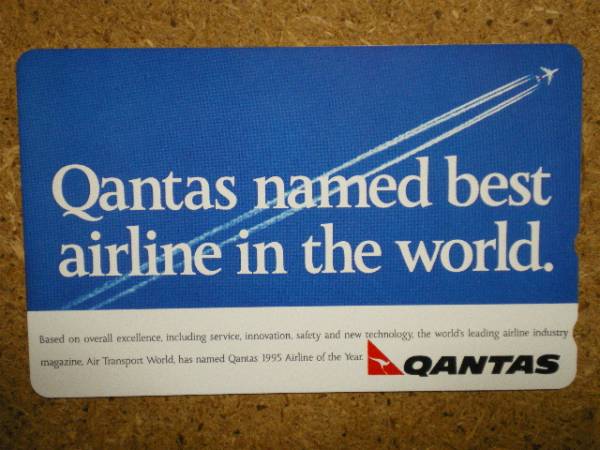 Qantas named best
airline in the world.
Based on overall excellence, including service, innovation, safety and new technology, the world's leading airline industry
magazine, Air Transport World, has named Qantas 1995 Airline of the Year.
QANTAS